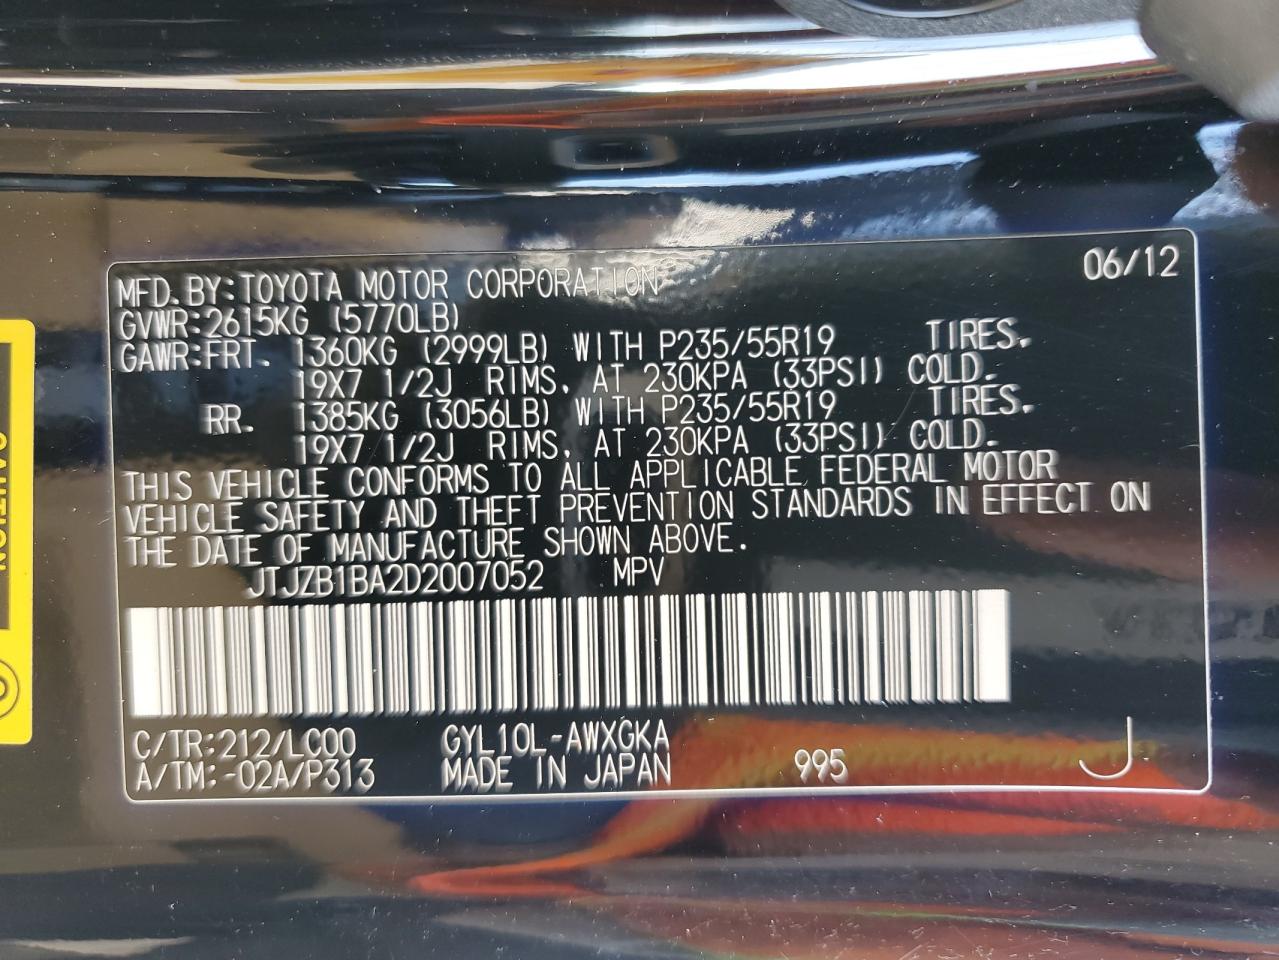 06/12
MFD.BY:TOYOTA MOTOR CORPORATION
GVWR:2615KG (5770LB)
GAWR:FRT. 1360KG (2999LB) WITH P235/55R19 TIRES,
19X7 1/2J RIMS, AT 230KPA (33PSI) COLD.
RR. 1385KG (3056LB) WITH P235/55R19 TIRES,
19X7 1/2J RIMS, AT 230KPA (33PSI) COLD.
THIS VEHICLE CONFORMS TO ALL APPLICABLE FEDERAL MOTOR
VEHICLE SAFETY AND THEFT PREVENTION STANDARDS IN EFFECT ON
THE DATE OF MANUFACTURE SHOWN ABOVE.
JTJZB1BA2D2007052 MPV
C/TR:212/LC00 GYL10L-AWXGKA
A/TM:-02A/P313 MADE IN JAPAN 995 J